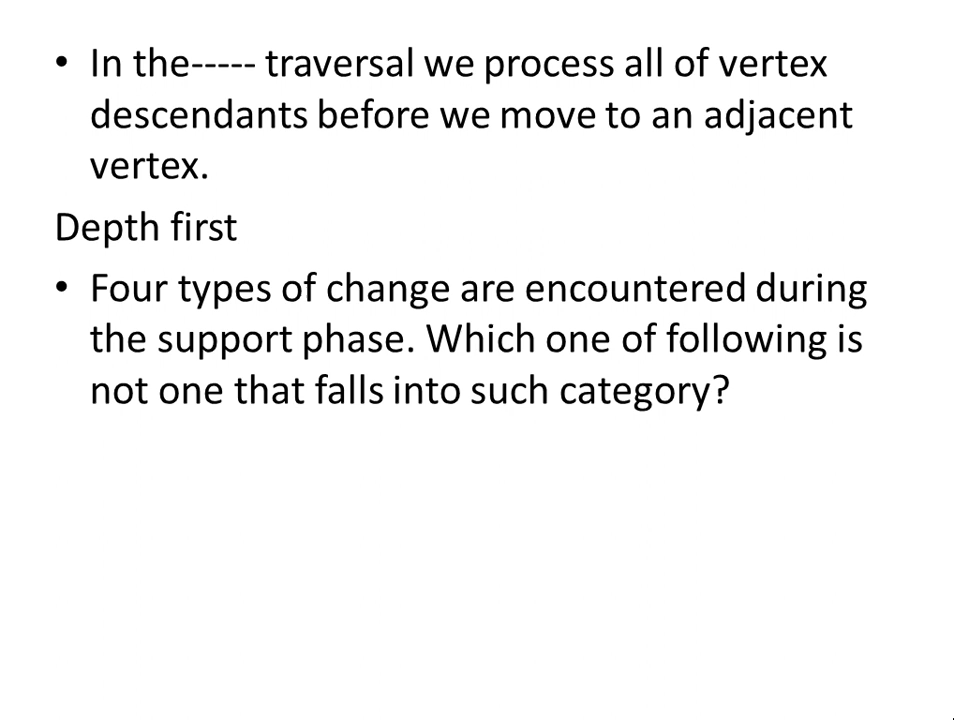 • In the----- traversal we process all of vertex
descendants before we move to an adjacent
vertex.
Depth first
• Four types of change are encountered during
the support phase. Which one of following is
not one that falls into such category?